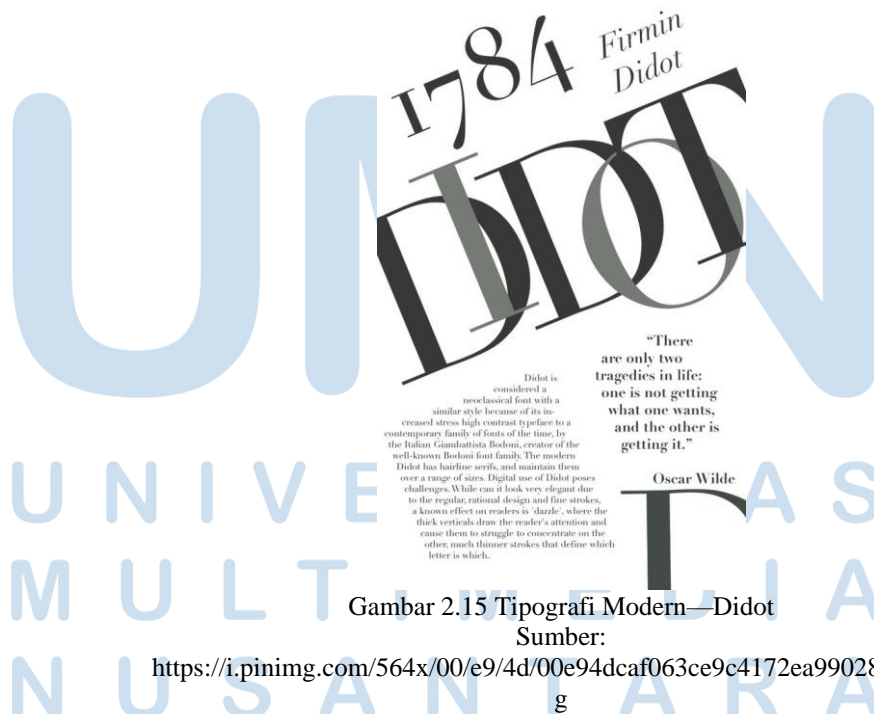 1784
Firmin
Didot
DIDOT
“There
are only two
tragedies in life:
one is not getting
what one wants,
and the other is
getting it.”
Oscar Wilde
Didot is
considered a
neoclassical font with a
similar style because of its in-
creased stress high contrast typeface to a
contemporary family of fonts of the time, by
the Italian Giambattista Bodoni, creator of the
well-known Bodoni font family. The modern
Didot has hairline serifs, and maintain them
over a range of sizes. Digital use of Didot poses
challenges. While can it look very elegant due
to the regular, rational design and fine strokes,
a known effect on readers is 'dazzle', where the
thick verticals draw the reader's attention and
cause them to struggle to concentrate on the
other, much thinner strokes that define which
letter is which.
Gambar 2.15 Tipografi Modern—Didot
Sumber:
https://i.pinimg.com/564x/00/e9/4d/00e94dcaf063ce9c4172ea99028
g
U N
UNIVE AS
MULT I M E D I A
NUSANTARA